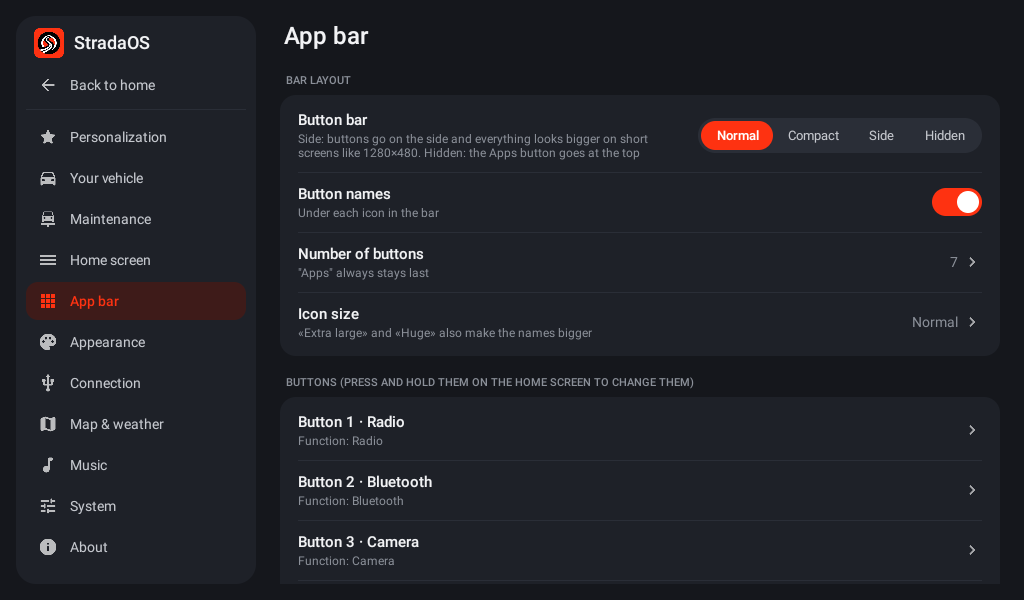 StradaOS
Back to home
Personalization
Your vehicle
Maintenance
Home screen
App bar
Appearance
Connection
Map & weather
Music
System
About
App bar
BAR LAYOUT
Button bar
Side: buttons go on the side and everything looks bigger on short
screens like 1280×480. Hidden: the Apps button goes at the top
Normal Compact Side Hidden
Button names
Under each icon in the bar
Number of buttons
"Apps" always stays last
7
Icon size
«Extra large» and «Huge» also make the names bigger
Normal
BUTTONS (PRESS AND HOLD THEM ON THE HOME SCREEN TO CHANGE THEM)
Button 1 · Radio
Function: Radio
Button 2 · Bluetooth
Function: Bluetooth
Button 3 · Camera
Function: Camera